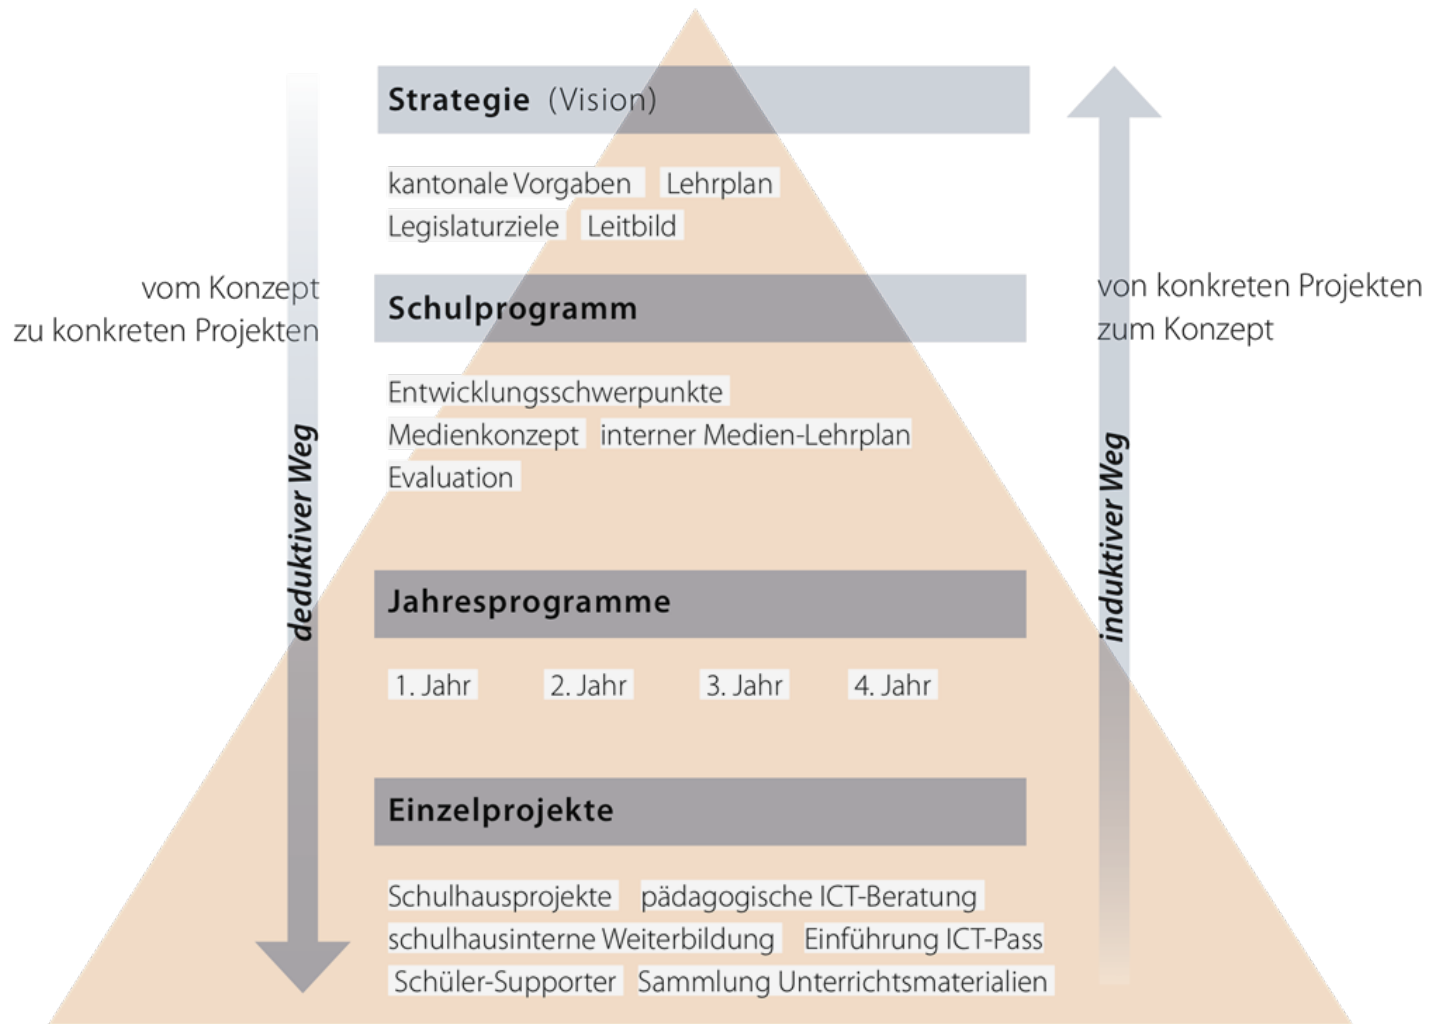 Strategie (Vision)
kantonale Vorgaben Lehrplan
Legislaturziele Leitbild
vom Konzept
zu konkreten Projekten
deduktiver Weg
Schulprogramm
Entwicklungsschwerpunkte
Medienkonzept interner Medien-Lehrplan
Evaluation
von konkreten Projekten
zum Konzept
induktiver Weg
Jahresprogramme
1. Jahr 2. Jahr 3. Jahr 4. Jahr
Einzelprojekte
Schulhausprojekte pädagogische ICT-Beratung
schulhausinterne Weiterbildung Einführung ICT-Pass
Schüler-Supporter Sammlung Unterrichtsmaterialien